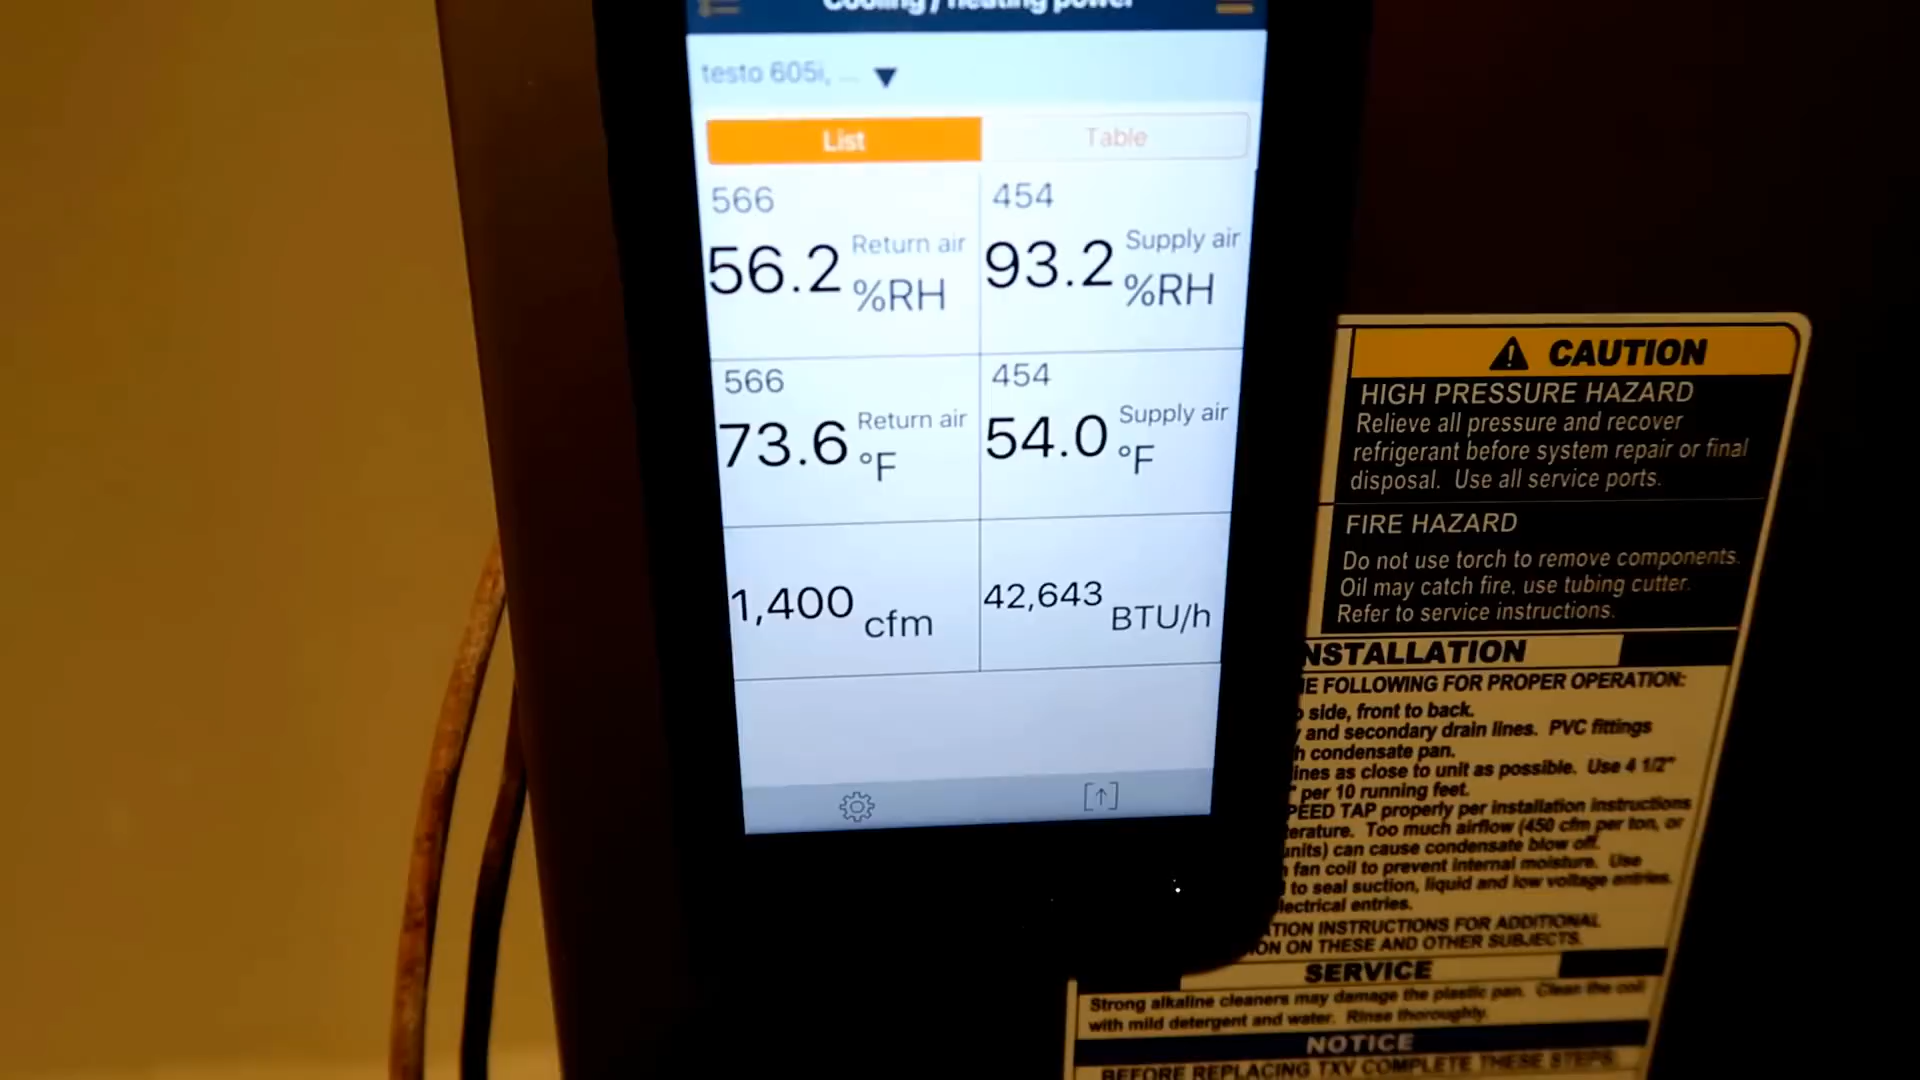 Cooling / heating power
testo 605i, ...
List
Table
566
Return air
56.2 %RH
454
Supply air
93.2 %RH
566
Return air
73.6 °F
454
Supply air
54.0 °F
1,400 cfm
42,643 BTU/h
CAUTION
HIGH PRESSURE HAZARD
Relieve all pressure and recover
refrigerant before system repair or final
disposal. Use all service ports.
FIRE HAZARD
Do not use torch to remove components.
Oil may catch fire, use tubing cutter.
Refer to service instructions.
NSTALLATION
E FOLLOWING FOR PROPER OPERATION:
side, front to back.
and secondary drain lines. PVC fittings
condensate pan.
ines as close to unit as possible. Use 4 1/2"
per 10 running feet.
PEED TAP properly per installation instructions
erature. Too much airflow (450 cfm per ton, or
units) can cause condensate blow off.
fan coil to prevent internal moisture. Use
to seal suction, liquid and low voltage entries.
lectrical entries.
TION INSTRUCTIONS FOR ADDITIONAL
ON ON THESE AND OTHER SUBJECTS.
SERVICE
Strong alkaline cleaners may damage the plastic pan. Clean the coil
with mild detergent and water. Rinse thoroughly.
NOTICE
BEFORE REPLACING TXV COMPLETE THESE STEPS